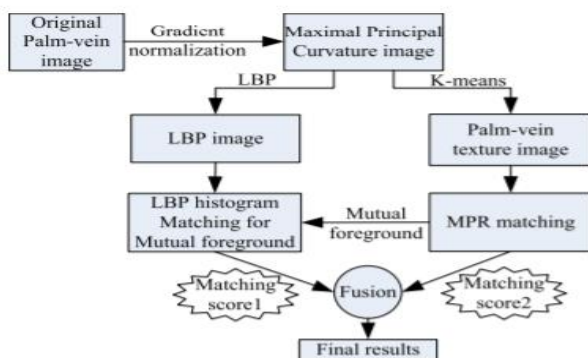 Original
Palm-vein
image
Gradient
normalization
Maximal Principal
Curvature image
LBP
K-means
LBP image
Palm-vein
texture image
LBP histogram
Matching for
Mutual foreground
Mutual
foreground
MPR matching
Matching
score1
Fusion
Matching
score2
Final results